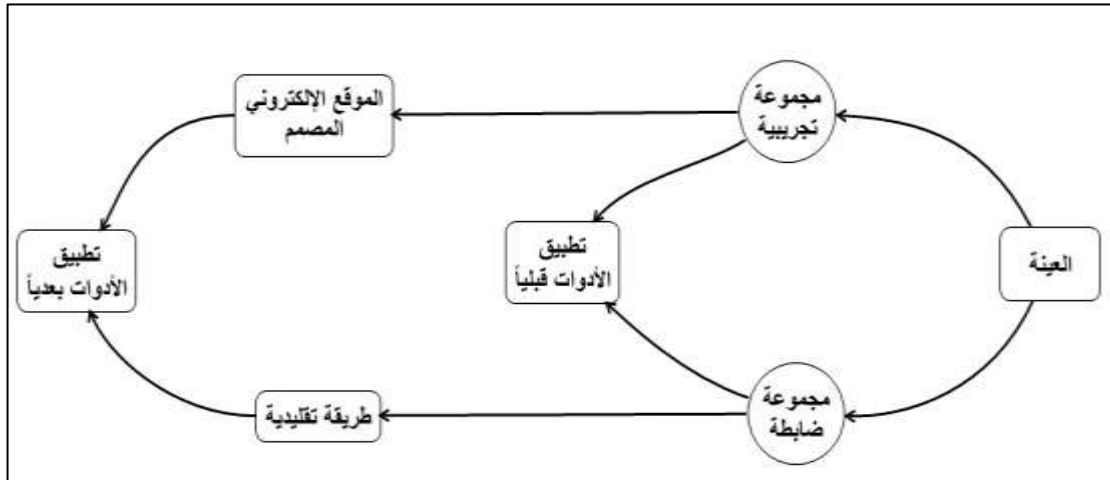 مجموعة
تجريبية
الموقع الإلكتروني
المصمم
العينة
تطبيق
الأدوات قبلياً
تطبيق
الأدوات بعدياً
مجموعة
ضابطة
طريقة تقليدية